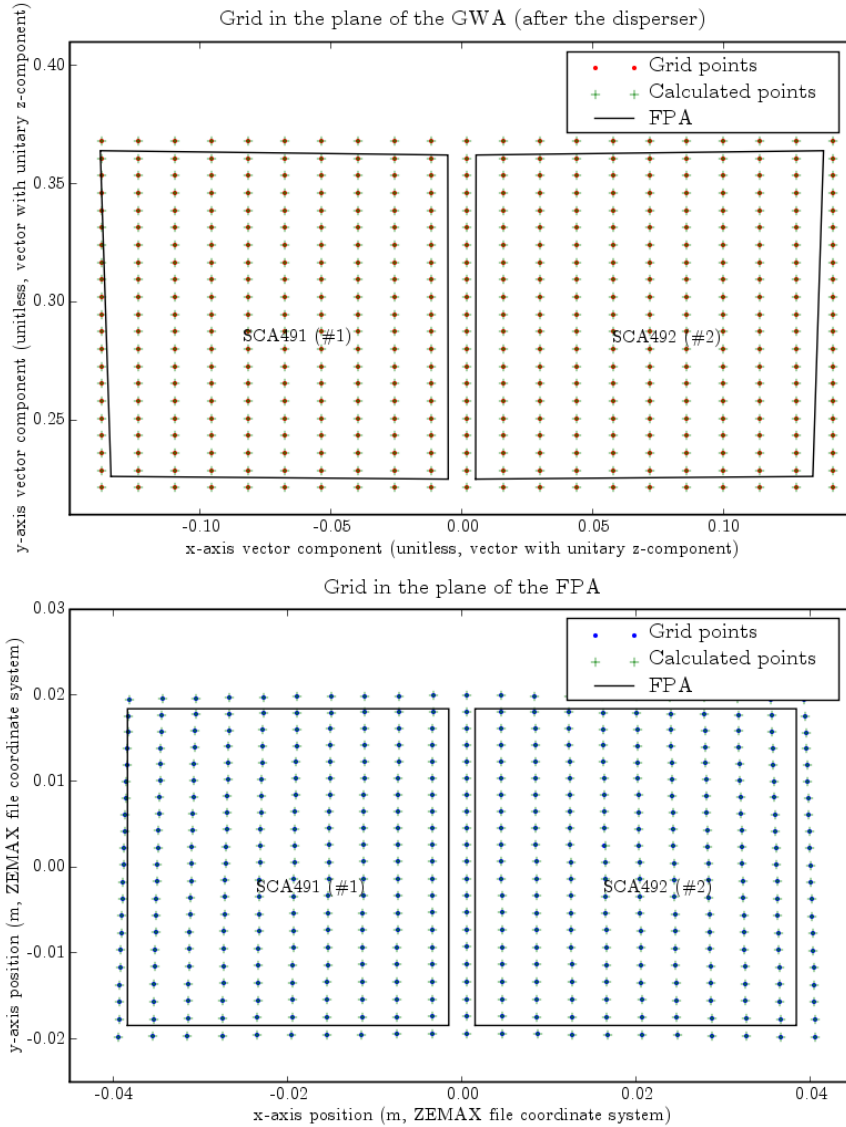 Grid in the plane of the GWA (after the disperser)
Grid points
Calculated points
FPA
0.40
0.35
0.30
0.25
y-axis vector component (unitless, vector with unitary z-component)
SCA491 (#1)
SCA492 (#2)
-0.10
-0.05
0.00
0.05
0.10
x-axis vector component (unitless, vector with unitary z-component)
Grid in the plane of the FPA
Grid points
Calculated points
FPA
0.03
0.02
0.01
0.00
-0.01
-0.02
y-axis position (m, ZEMAX file coordinate system)
SCA491 (#1)
SCA492 (#2)
-0.04
-0.02
0.00
0.02
0.04
x-axis position (m, ZEMAX file coordinate system)